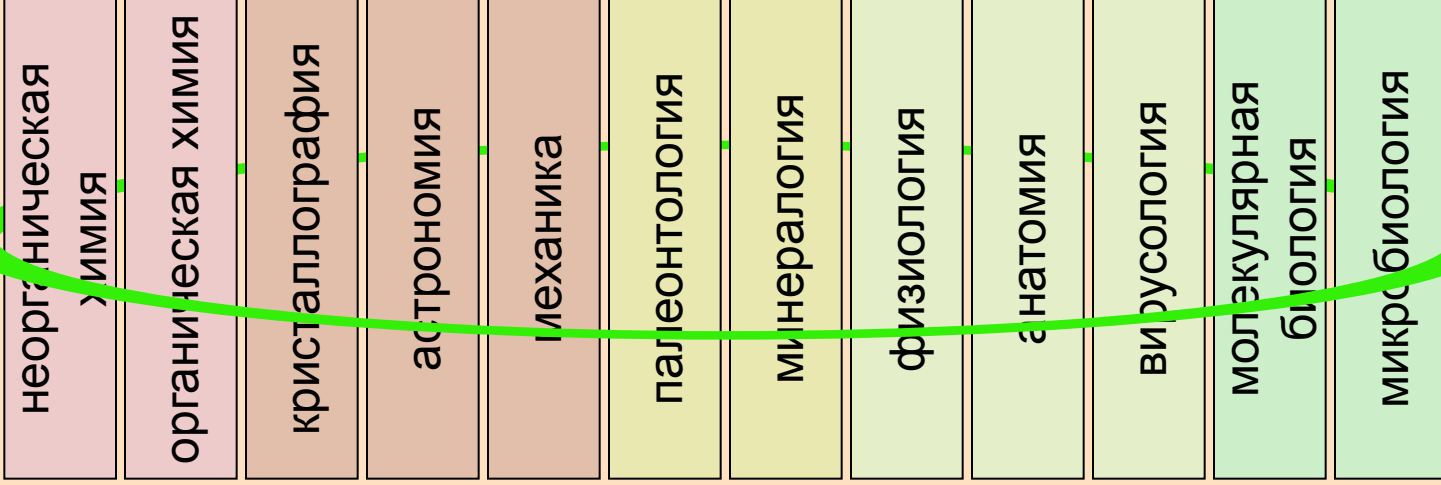 неорганическая
химия
органическая химия
кристаллография
астрономия
механика
палеонтология
минералогия
физиология
анатомия
вирусология
молекулярная
биология
микробиология